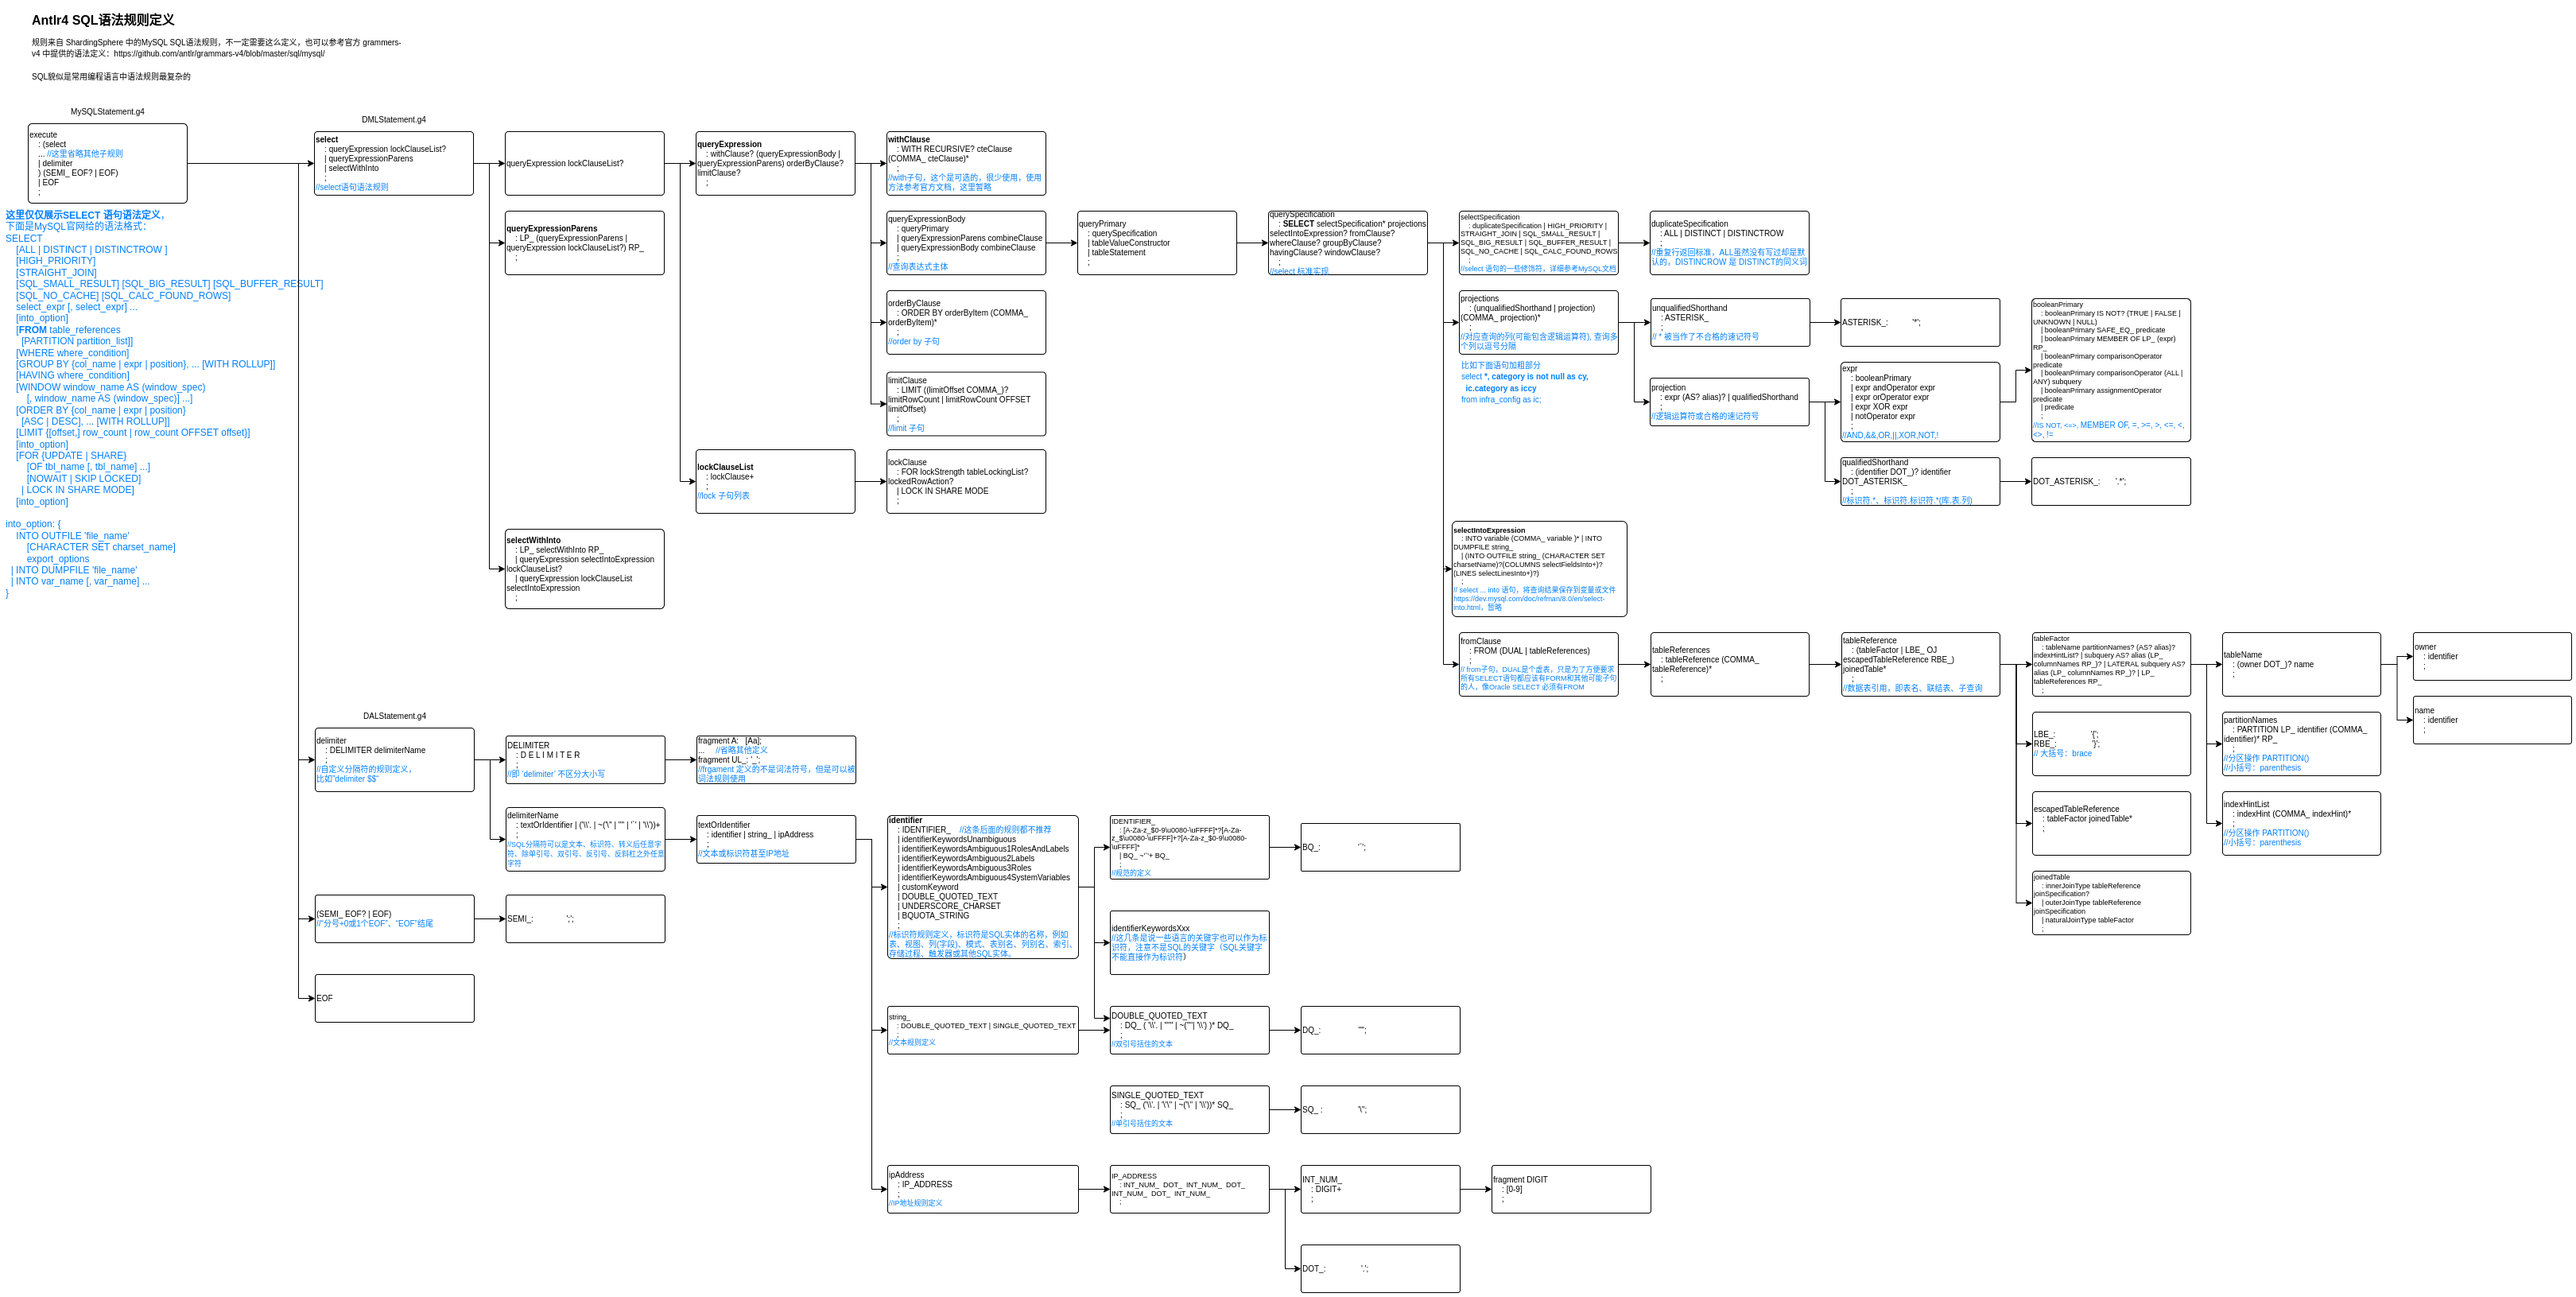 Antlr4 SQL语法规则定义
规则来自 ShardingSphere 中的MySQL SQL语法规则，不一定需要这么定义，也可以参考官方 grammers-
v4 中提供的语法定义：https://github.com/antlr/grammars-v4/blob/master/sql/mysql/
SQL貌似是常用编程语言中语法规则最复杂的
MySQLStatement.g4
execute
: (select
... //这里省略其他子规则
| delimiter
) (SEMI_ EOF? | EOF)
| EOF
;
这里仅仅展示SELECT 语句语法定义，
下面是MySQL官网给的语法格式：
SELECT
[ALL | DISTINCT | DISTINCTROW ]
[HIGH_PRIORITY]
[STRAIGHT_JOIN]
[SQL_SMALL_RESULT] [SQL_BIG_RESULT] [SQL_BUFFER_RESULT]
[SQL_NO_CACHE] [SQL_CALC_FOUND_ROWS]
select_expr [, select_expr] ...
[into_option]
[FROM table_references
[PARTITION partition_list]]
[WHERE where_condition]
[GROUP BY {col_name | expr | position}, ... [WITH ROLLUP]]
[HAVING where_condition]
[WINDOW window_name AS (window_spec)
[, window_name AS (window_spec)] ...]
[ORDER BY {col_name | expr | position}
[ASC | DESC], ... [WITH ROLLUP]]
[LIMIT {[offset,] row_count | row_count OFFSET offset}]
[into_option]
[FOR {UPDATE | SHARE}
[OF tbl_name [, tbl_name] ...]
[NOWAIT | SKIP LOCKED]
| LOCK IN SHARE MODE]
[into_option]
into_option: {
INTO OUTFILE 'file_name'
[CHARACTER SET charset_name]
export_options
| INTO DUMPFILE 'file_name'
| INTO var_name [, var_name] ...
}
DMLStatement.g4
select
: queryExpression lockClauseList?
| queryExpressionParens
| selectWithInto
;
//select语句语法规则
queryExpression lockClauseList?
queryExpressionParens
: LP_ (queryExpressionParens |
queryExpression lockClauseList?) RP_
;
selectWithInto
: LP_ selectWithInto RP_
| queryExpression selectIntoExpression
lockClauseList?
| queryExpression lockClauseList
selectIntoExpression
;
queryExpression
: withClause? (queryExpressionBody |
queryExpressionParens) orderByClause?
limitClause?
;
lockClauseList
: lockClause+
;
//lock 子句列表
withClause
: WITH RECURSIVE? cteClause
(COMMA_ cteClause)*
;
//with子句，这个是可选的，很少使用，使用
方法参考官方文档，这里暂略
queryExpressionBody
: queryPrimary
| queryExpressionParens combineClause
| queryExpressionBody combineClause
;
//查询表达式主体
orderByClause
: ORDER BY orderByItem (COMMA_
orderByItem)*
;
//order by 子句
limitClause
: LIMIT ((limitOffset COMMA_)?
limitRowCount | limitRowCount OFFSET
limitOffset)
;
//limit 子句
lockClause
: FOR lockStrength tableLockingList?
lockedRowAction?
| LOCK IN SHARE MODE
;
queryPrimary
: querySpecification
| tableValueConstructor
| tableStatement
;
querySpecification
: SELECT selectSpecification* projections
selectIntoExpression? fromClause?
whereClause? groupByClause?
havingClause? windowClause?
;
//select 标准实现
selectSpecification
: duplicateSpecification | HIGH_PRIORITY |
STRAIGHT_JOIN | SQL_SMALL_RESULT |
SQL_BIG_RESULT | SQL_BUFFER_RESULT |
SQL_NO_CACHE | SQL_CALC_FOUND_ROWS
;
//select 语句的一些修饰符，详细参考MySQL文档
duplicateSpecification
: ALL | DISTINCT | DISTINCTROW
;
//重复行返回标准，ALL虽然没有写过却是默
认的，DISTINCROW 是 DISTINCT的同义词
projections
: (unqualifiedShorthand | projection)
(COMMA_ projection)*
;
//对应查询的列(可能包含逻辑运算符), 查询多
个列以逗号分隔
比如下面语句加粗部分
select *, category is not null as cy,
ic.category as iccy
from infra_config as ic;
unqualifiedShorthand
: ASTERISK_
;
// * 被当作了不合格的速记符号
ASTERISK_: '*';
projection
: expr (AS? alias)? | qualifiedShorthand
;
//逻辑运算符或合格的速记符号
expr
: booleanPrimary
| expr andOperator expr
| expr orOperator expr
| expr XOR expr
| notOperator expr
;
//AND,&&,OR,||,XOR,NOT,!
booleanPrimary
: booleanPrimary IS NOT? (TRUE | FALSE |
UNKNOWN | NULL)
| booleanPrimary SAFE_EQ_ predicate
| booleanPrimary MEMBER OF LP_ (expr)
RP_
| booleanPrimary comparisonOperator
predicate
| booleanPrimary comparisonOperator (ALL |
ANY) subquery
| booleanPrimary assignmentOperator
predicate
| predicate
;
//IS NOT, <=>, MEMBER OF, =, >=, >, <=, <,
<>, !=
qualifiedShorthand
: (identifier DOT_)? identifier
DOT_ASTERISK_
;
//标识符.*、标识符.标识符.*(库.表.列)
DOT_ASTERISK_: '.*';
selectIntoExpression
: INTO variable (COMMA_ variable )* | INTO
DUMPFILE string_
| (INTO OUTFILE string_ (CHARACTER SET
charsetName)?(COLUMNS selectFieldsInto+)?
(LINES selectLinesInto+)?)
;
// select ... into 语句，将查询结果保存到变量或文件
https://dev.mysql.com/doc/refman/8.0/en/select-
into.html，暂略
fromClause
: FROM (DUAL | tableReferences)
;
// from子句，DUAL是个虚表，只是为了方便要求
所有SELECT语句都应该有FORM和其他可能子句
的人，像Oracle SELECT 必须有FROM
tableReferences
: tableReference (COMMA_
tableReference)*
;
tableReference
: (tableFactor | LBE_ OJ
escapedTableReference RBE_)
joinedTable*
;
//数据表引用，即表名、联结表、子查询
tableFactor
: tableName partitionNames? (AS? alias)?
indexHintList? | subquery AS? alias (LP_
columnNames RP_)? | LATERAL subquery AS?
alias (LP_ columnNames RP_)? | LP_
tableReferences RP_
;
LBE_: '{';
RBE_: '}';
// 大括号：brace
escapedTableReference
: tableFactor joinedTable*
;
joinedTable
: innerJoinType tableReference
joinSpecification?
| outerJoinType tableReference
joinSpecification
| naturalJoinType tableFactor
;
tableName
: (owner DOT_)? name
;
partitionNames
: PARTITION LP_ identifier (COMMA_
identifier)* RP_
;
//分区操作 PARTITION()
//小括号：parenthesis
indexHintList
: indexHint (COMMA_ indexHint)*
;
//分区操作 PARTITION()
//小括号：parenthesis
owner
: identifier
;
name
: identifier
;
DALStatement.g4
delimiter
: DELIMITER delimiterName
;
//自定义分隔符的规则定义，
比如"delimiter $$"
DELIMITER
: D E L I M I T E R
;
//即 'delimiter' 不区分大小写
fragment A: [Aa];
... //省略其他定义
fragment UL_: '_';
//frgament 定义的不是词法符号，但是可以被
词法规则使用
delimiterName
: textOrIdentifier | ('\\'. | ~('\'' | '"' | '`' | '\\'))+
;
//SQL分隔符可以是文本、标识符、转义后任意字
符、除单引号、双引号、反引号、反斜杠之外任意
字符
textOrIdentifier
: identifier | string_ | ipAddress
;
//文本或标识符甚至IP地址
(SEMI_ EOF? | EOF)
//"分号+0或1个EOF"、"EOF"结尾
SEMI_: ';';
EOF
identifier
: IDENTIFIER_ //这条后面的规则都不推荐
| identifierKeywordsUnambiguous
| identifierKeywordsAmbiguous1RolesAndLabels
| identifierKeywordsAmbiguous2Labels
| identifierKeywordsAmbiguous3Roles
| identifierKeywordsAmbiguous4SystemVariables
| customKeyword
| DOUBLE_QUOTED_TEXT
| UNDERSCORE_CHARSET
| BQUOTA_STRING
;
//标识符规则定义，标识符是SQL实体的名称，例如
表、视图、列(字段)、模式、表别名、列别名、索引、
存储过程、触发器或其他SQL实体。
IDENTIFIER_
: [A-Za-z_$0-9\u0080-\uFFFF]*?[A-Za-
z_$\u0080-\uFFFF]+?[A-Za-z_$0-9\u0080-
\uFFFF]*
| BQ_ ~'`'+ BQ_
;
//规范的定义
BQ_: '`';
identifierKeywordsXxx
//这几条是说一些语言的关键字也可以作为标
识符，注意不是SQL的关键字（SQL关键字
不能直接作为标识符）
string_
: DOUBLE_QUOTED_TEXT | SINGLE_QUOTED_TEXT
;
//文本规则定义
DOUBLE_QUOTED_TEXT
: DQ_ ( '\\'. | '""' | ~('"'| '\\') )* DQ_
;
//双引号括住的文本
DQ_: '"';
SINGLE_QUOTED_TEXT
: SQ_ ('\\'. | '\'\'' | ~('\'' | '\\'))* SQ_
;
//单引号括住的文本
SQ_ : '\'';
ipAddress
: IP_ADDRESS
;
//IP地址规则定义
IP_ADDRESS
: INT_NUM_ DOT_ INT_NUM_ DOT_
INT_NUM_ DOT_ INT_NUM_
;
INT_NUM_
: DIGIT+
;
fragment DIGIT
: [0-9]
;
DOT_: '.';